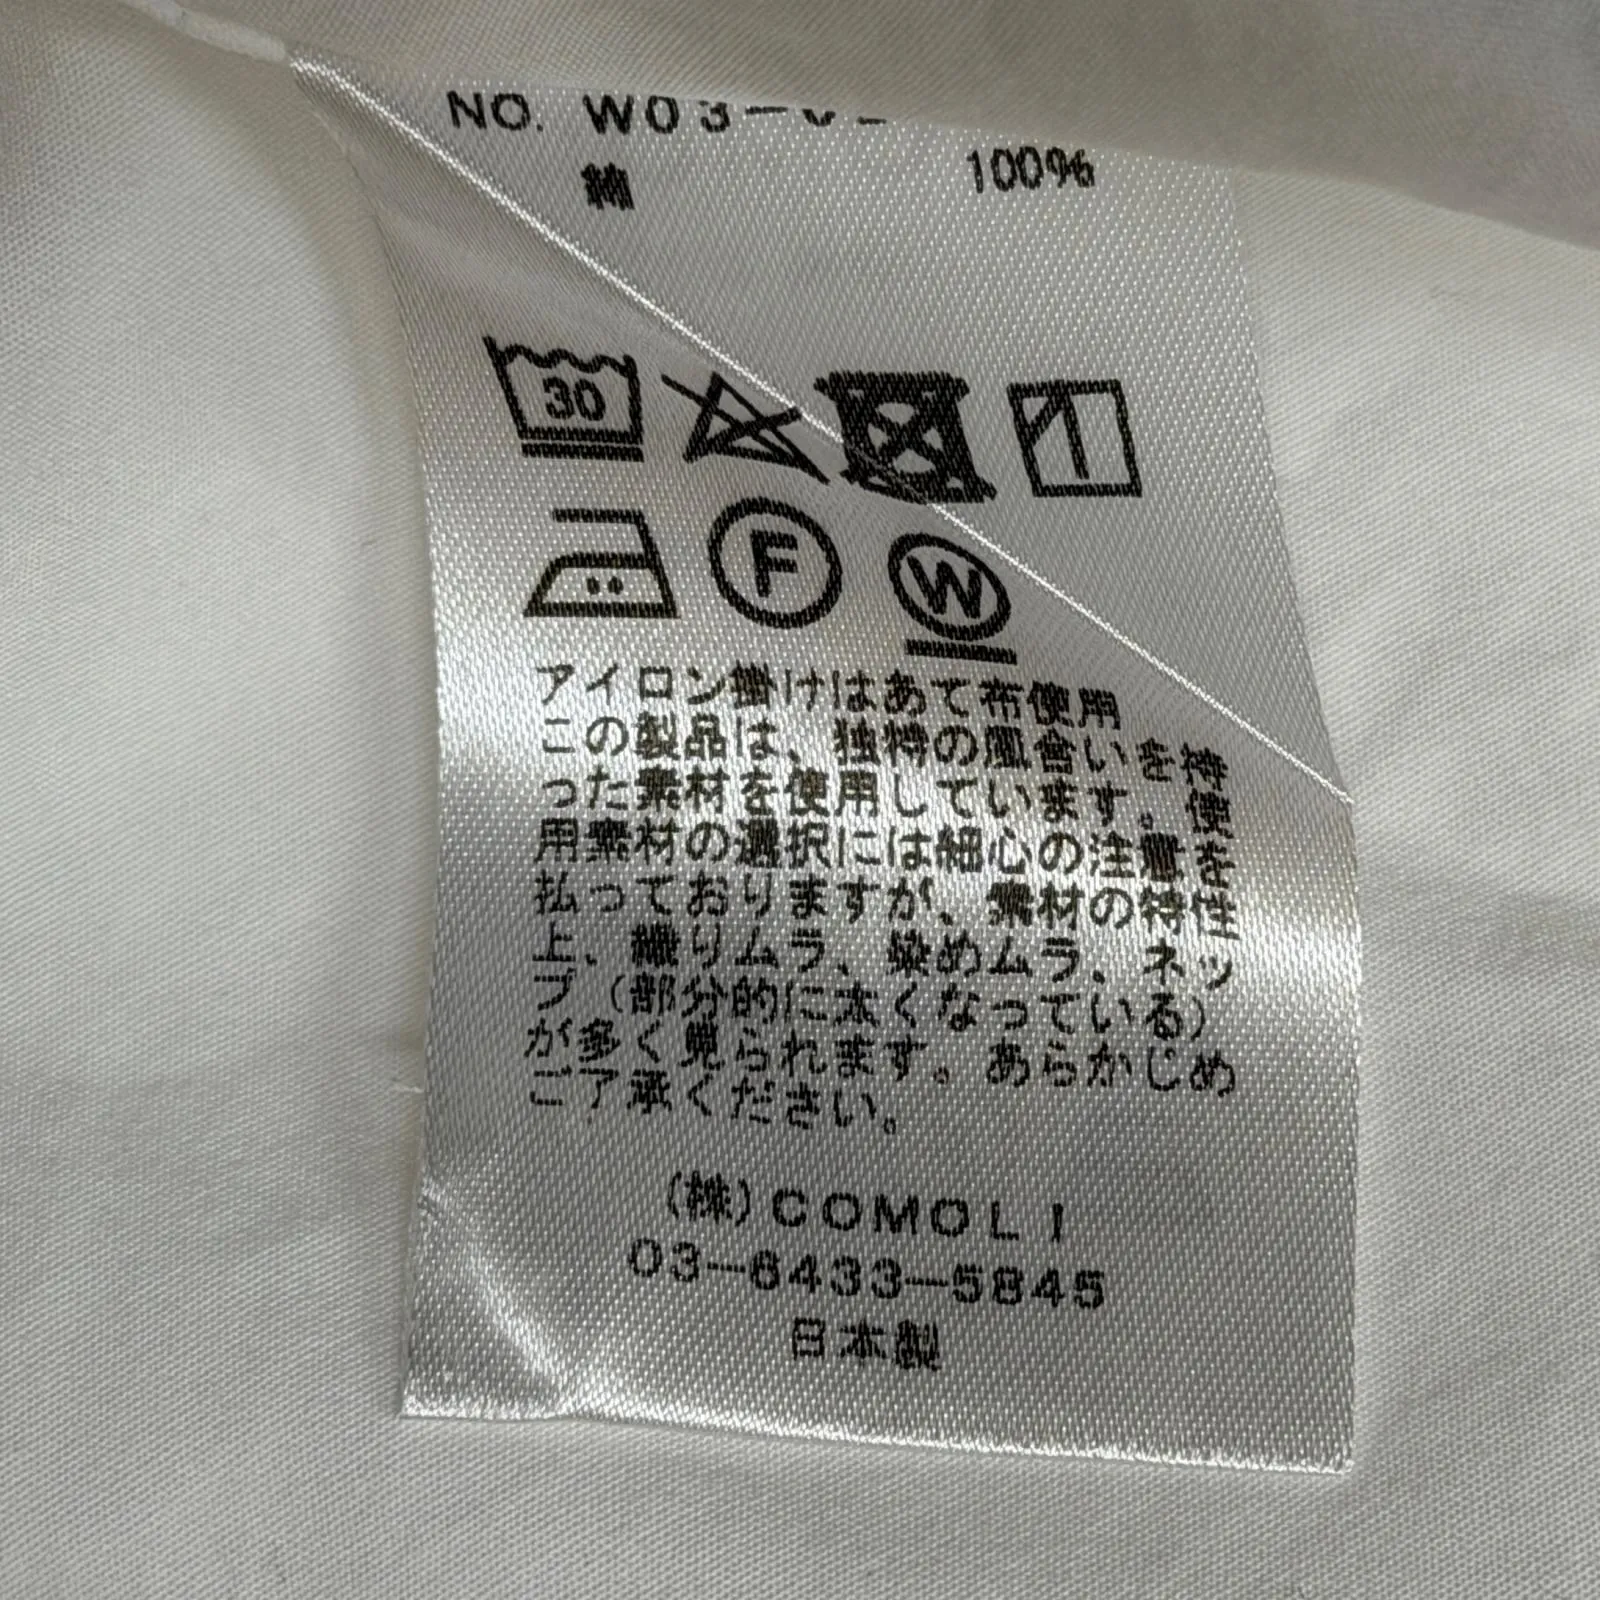 NO. W03-0
綿 100%
30
F W
アイロン掛けはあて布使用
この製品は、独特の風合いを持
った素材を使用しています。使
用素材の選択には細心の注意を
払っておりますが、素材の特性
上、織りムラ、染めムラ、ネッ
プ（部分的に太くなっている）
が多く見られます。あらかじめ
ご了承ください。
(株)COMOLI
03-6433-5845
日本製